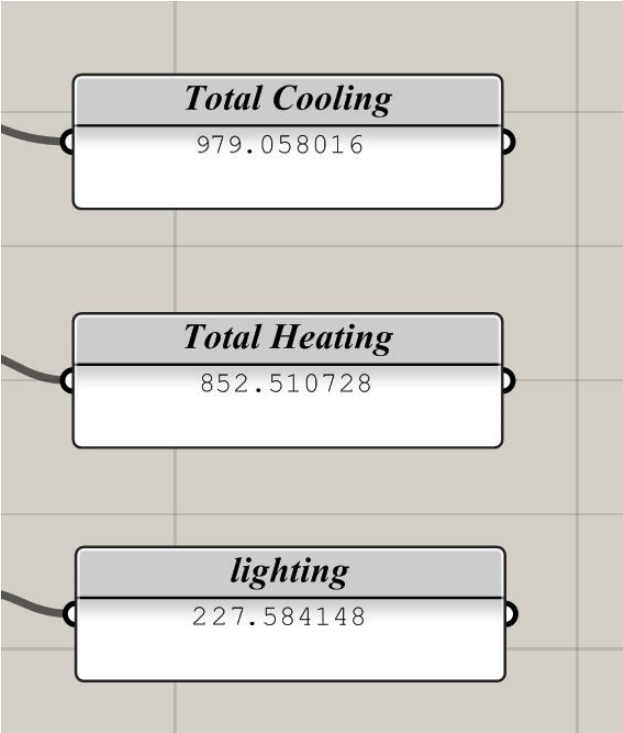 Total Cooling
979.058016
Total Heating
852.510728
lighting
227.584148